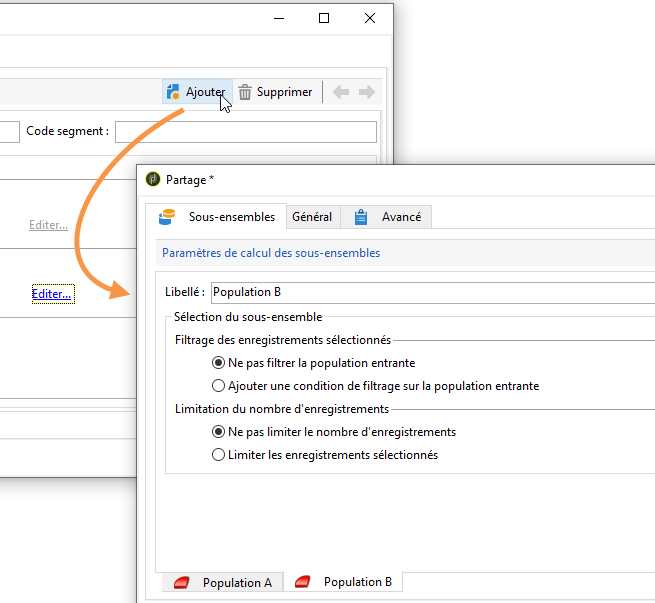 Ajouter Supprimer
Code segment :
Partage *
Editer...
Sous-ensembles Général Avancé
Paramètres de calcul des sous-ensembles
Editer...
Libellé : Population B
Sélection du sous-ensemble
Filtrage des enregistrements sélectionnés
Ne pas filtrer la population entrante
Ajouter une condition de filtrage sur la population entrante
Limitation du nombre d'enregistrements
Ne pas limiter le nombre d'enregistrements
Limiter les enregistrements sélectionnés
Population A Population B